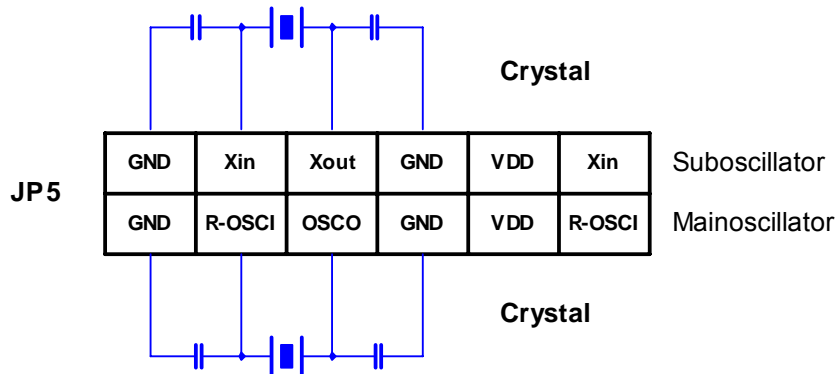 Crystal
GND Xin Xout GND VDD Xin Suboscillator
JP5
GND R-OSCI OSCO GND VDD R-OSCI Mainoscillator
Crystal